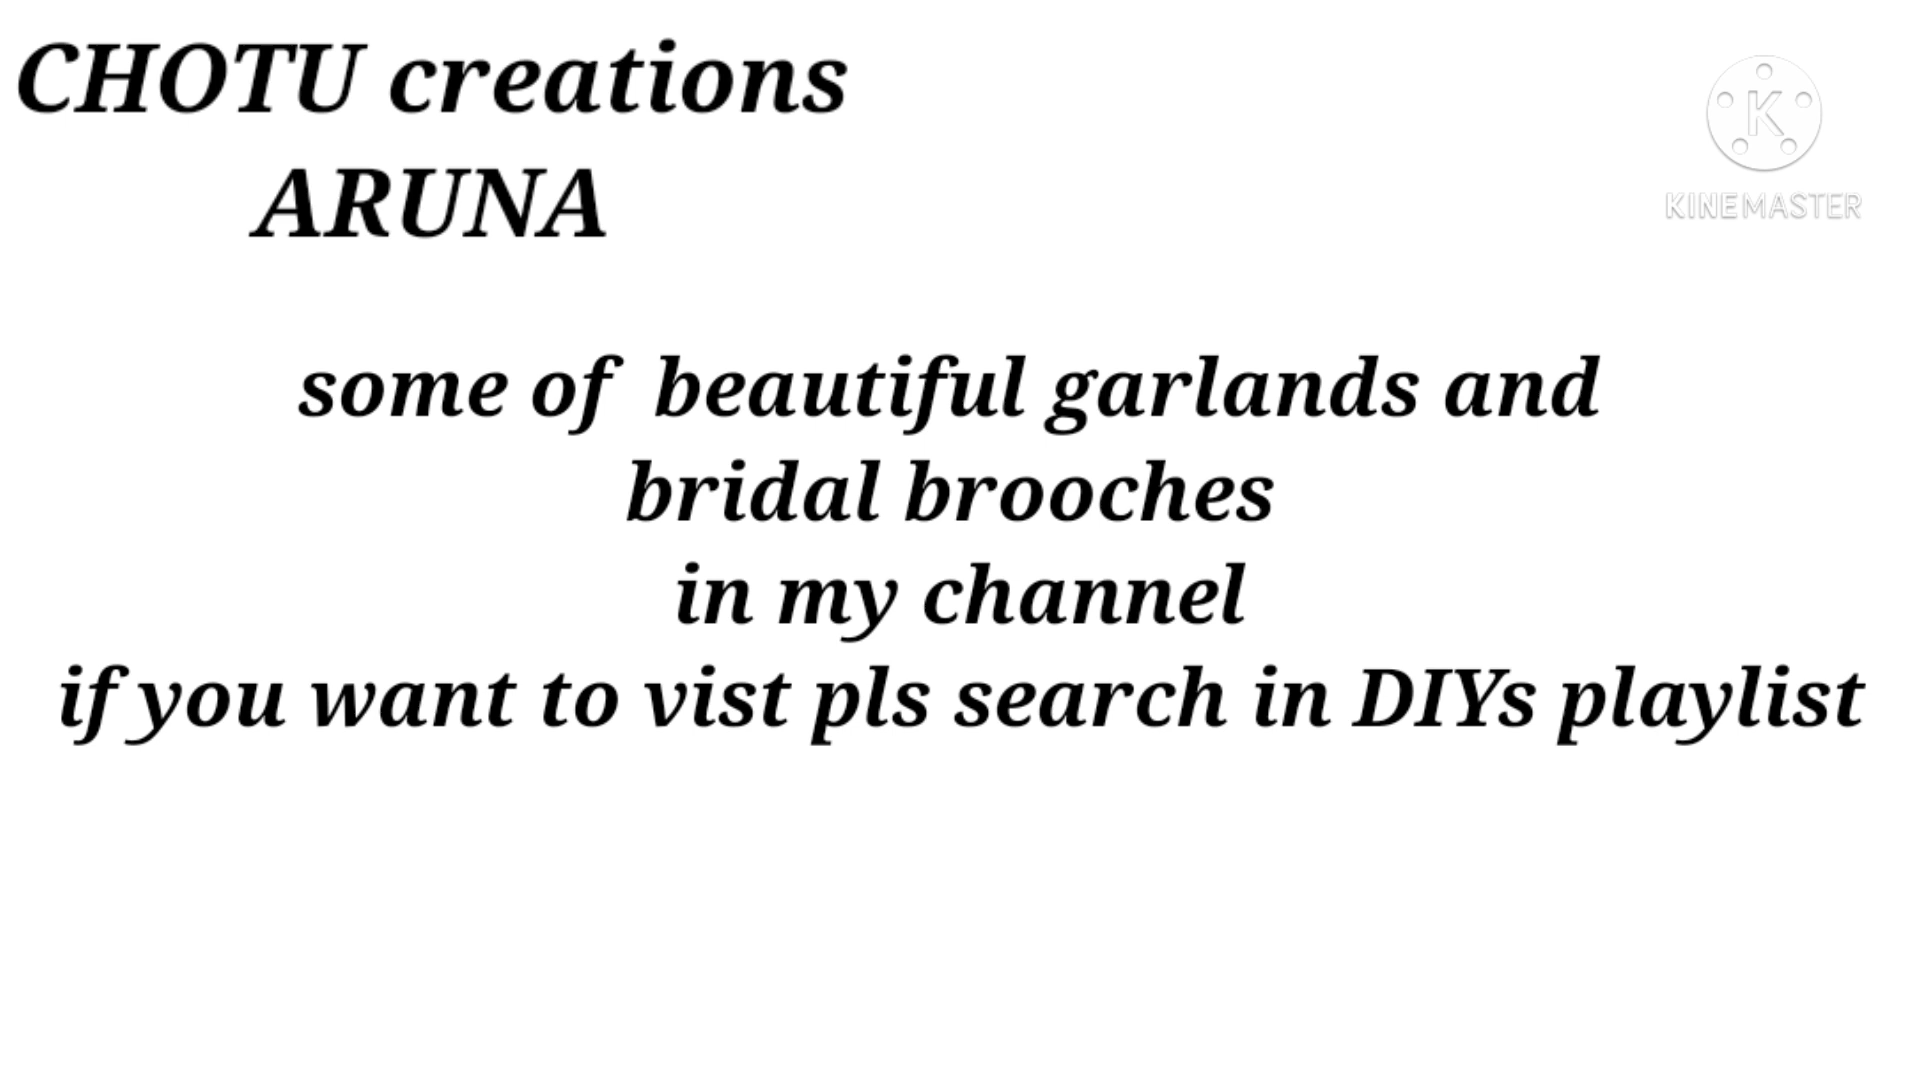 CHOTU creations
ARUNA
K
KINEMASTER
some of beautiful garlands and
bridal brooches
in my channel
if you want to vist pls search in DIYs playlist